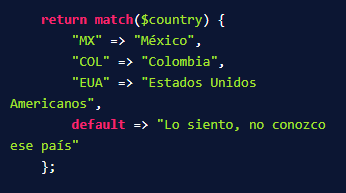 return match($country) {
"MX" => "México",
"COL" => "Colombia",
"EUA" => "Estados Unidos
Americanos",
default => "Lo siento, no conozco
ese país"
};